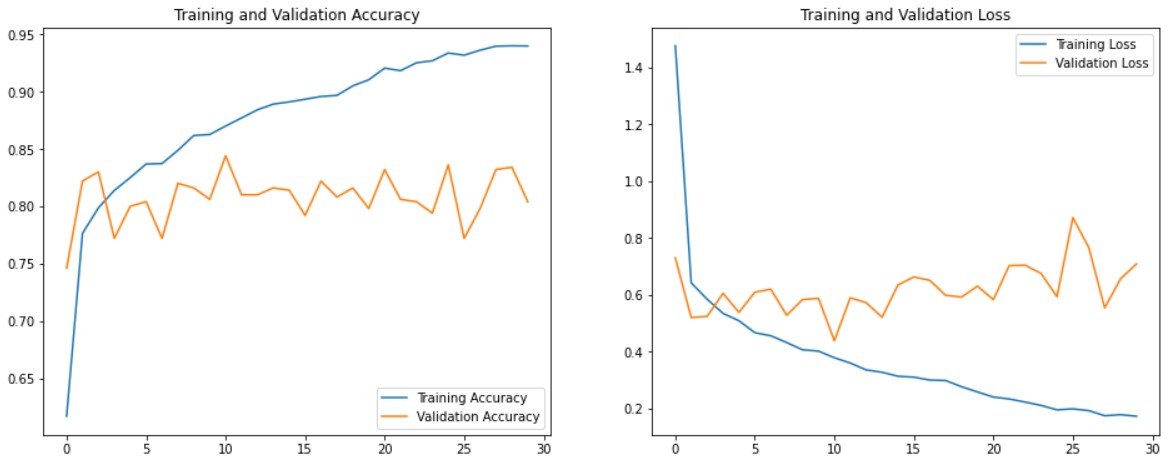 Training and Validation Accuracy
0.95
0.90
0.85
0.80
0.75
0.70
0.65
Training Accuracy
Validation Accuracy
0 5 10 15 20 25 30
Training and Validation Loss
1.4
1.2
1.0
0.8
0.6
0.4
0.2
Training Loss
Validation Loss
0 5 10 15 20 25 30